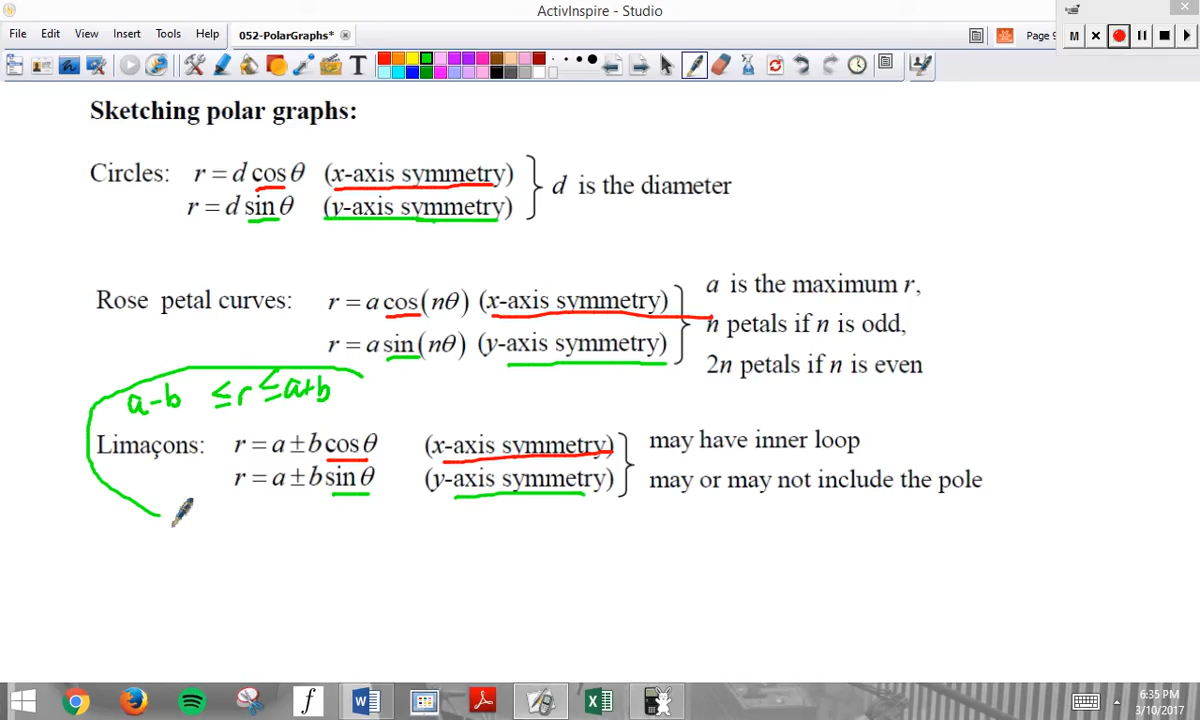 ActivInspire - Studio
File Edit View Insert Tools Help 052-PolarGraphs* Page 9
Sketching polar graphs:
Circles: r = d cos θ (x-axis symmetry)
r = d sin θ (y-axis symmetry)
d is the diameter
Rose petal curves: r = a cos(nθ) (x-axis symmetry)
r = a sin(nθ) (y-axis symmetry)
a is the maximum r,
n petals if n is odd,
2n petals if n is even
a-b ≤ r ≤ a+b
Limaçons: r = a ± b cos θ (x-axis symmetry) may have inner loop
r = a ± b sin θ (y-axis symmetry) may or may not include the pole
6:35 PM
3/10/2017